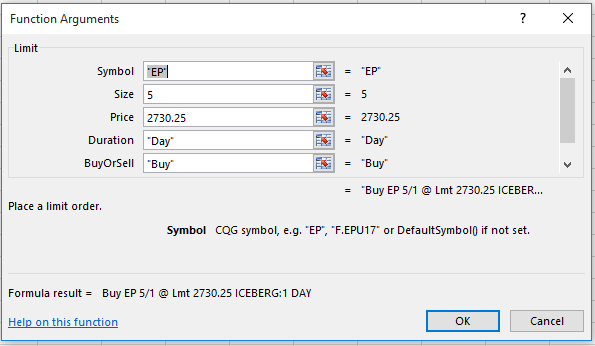 Function Arguments
Limit
Symbol "EP" = "EP"
Size 5 = 5
Price 2730.25 = 2730.25
Duration "Day" = "Day"
BuyOrSell "Buy" = "Buy"
= "Buy EP 5/1 @ Lmt 2730.25 ICEBER...
Place a limit order.
Symbol CQG symbol, e.g. "EP", "F.EPU17" or DefaultSymbol() if not set.
Formula result = Buy EP 5/1 @ Lmt 2730.25 ICEBERG:1 DAY
Help on this function
OK
Cancel